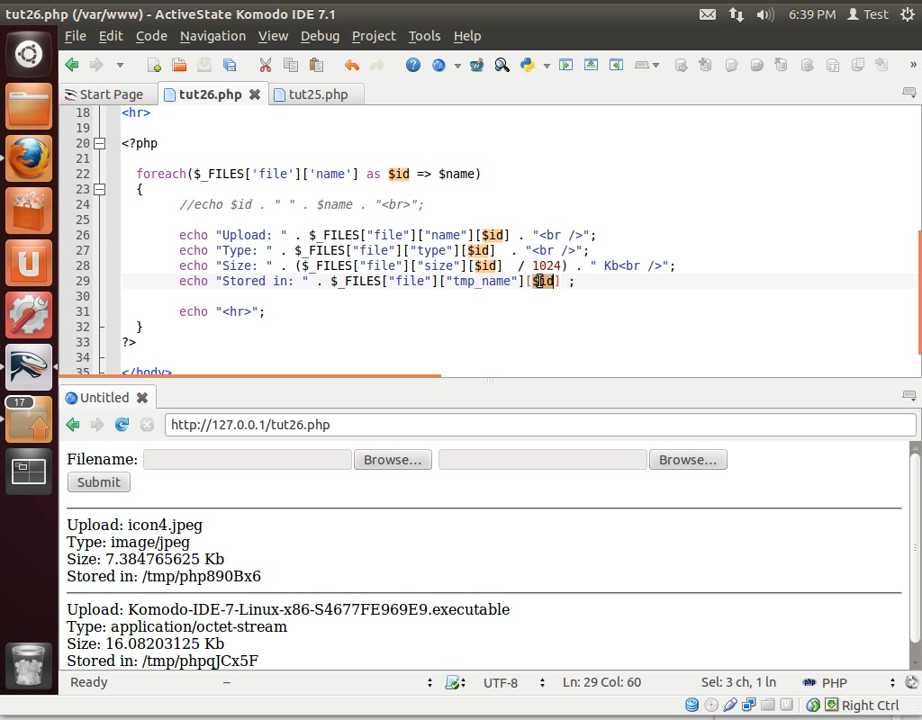 tut26.php (/var/www) - ActiveState Komodo IDE 7.1
6:39 PM Test
File Edit Code Navigation View Debug Project Tools Help
Start Page tut26.php tut25.php
18 <hr>
19
20 <?php
21
22 foreach($_FILES['file']['name'] as $id => $name)
23 {
24 //echo $id . " " . $name . "<br>";
25
26 echo "Upload: " . $_FILES["file"]["name"][$id] . "<br />";
27 echo "Type: " . $_FILES["file"]["type"][$id] . "<br />";
28 echo "Size: " . ($_FILES["file"]["size"][$id] / 1024) . " Kb<br />";
29 echo "Stored in: " . $_FILES["file"]["tmp_name"][$id] ;
30
31 echo "<hr>";
32 }
33 ?>
34
35 </body>
17
Untitled
http://127.0.0.1/tut26.php
Filename: Browse... Browse...
Submit
Upload: icon4.jpeg
Type: image/jpeg
Size: 7.384765625 Kb
Stored in: /tmp/php890Bx6
Upload: Komodo-IDE-7-Linux-x86-S4677FE969E9.executable
Type: application/octet-stream
Size: 16.08203125 Kb
Stored in: /tmp/phpqJCx5F
Ready – UTF-8 Ln: 29 Col: 60 Sel: 3 ch, 1 ln php PHP
Right Ctrl